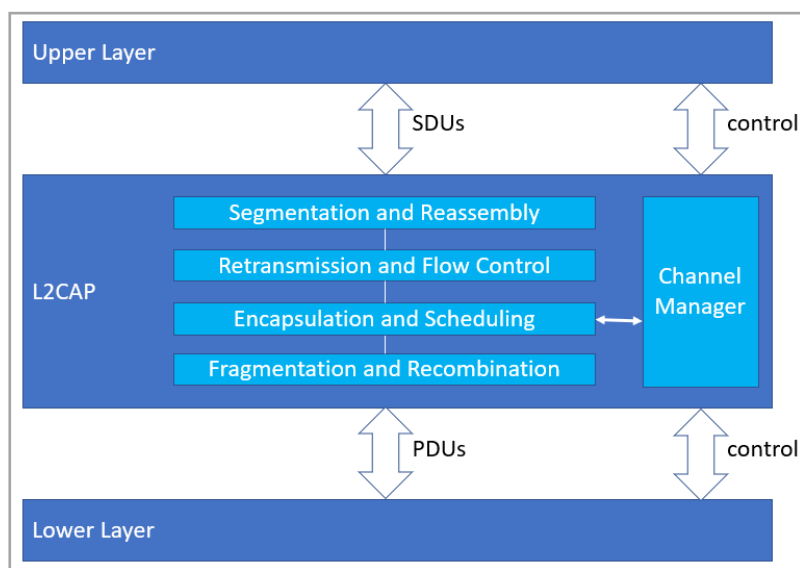 Upper Layer
SDUs
control
Segmentation and Reassembly
Retransmission and Flow Control
L2CAP
Encapsulation and Scheduling
Fragmentation and Recombination
Channel
Manager
PDUs
control
Lower Layer